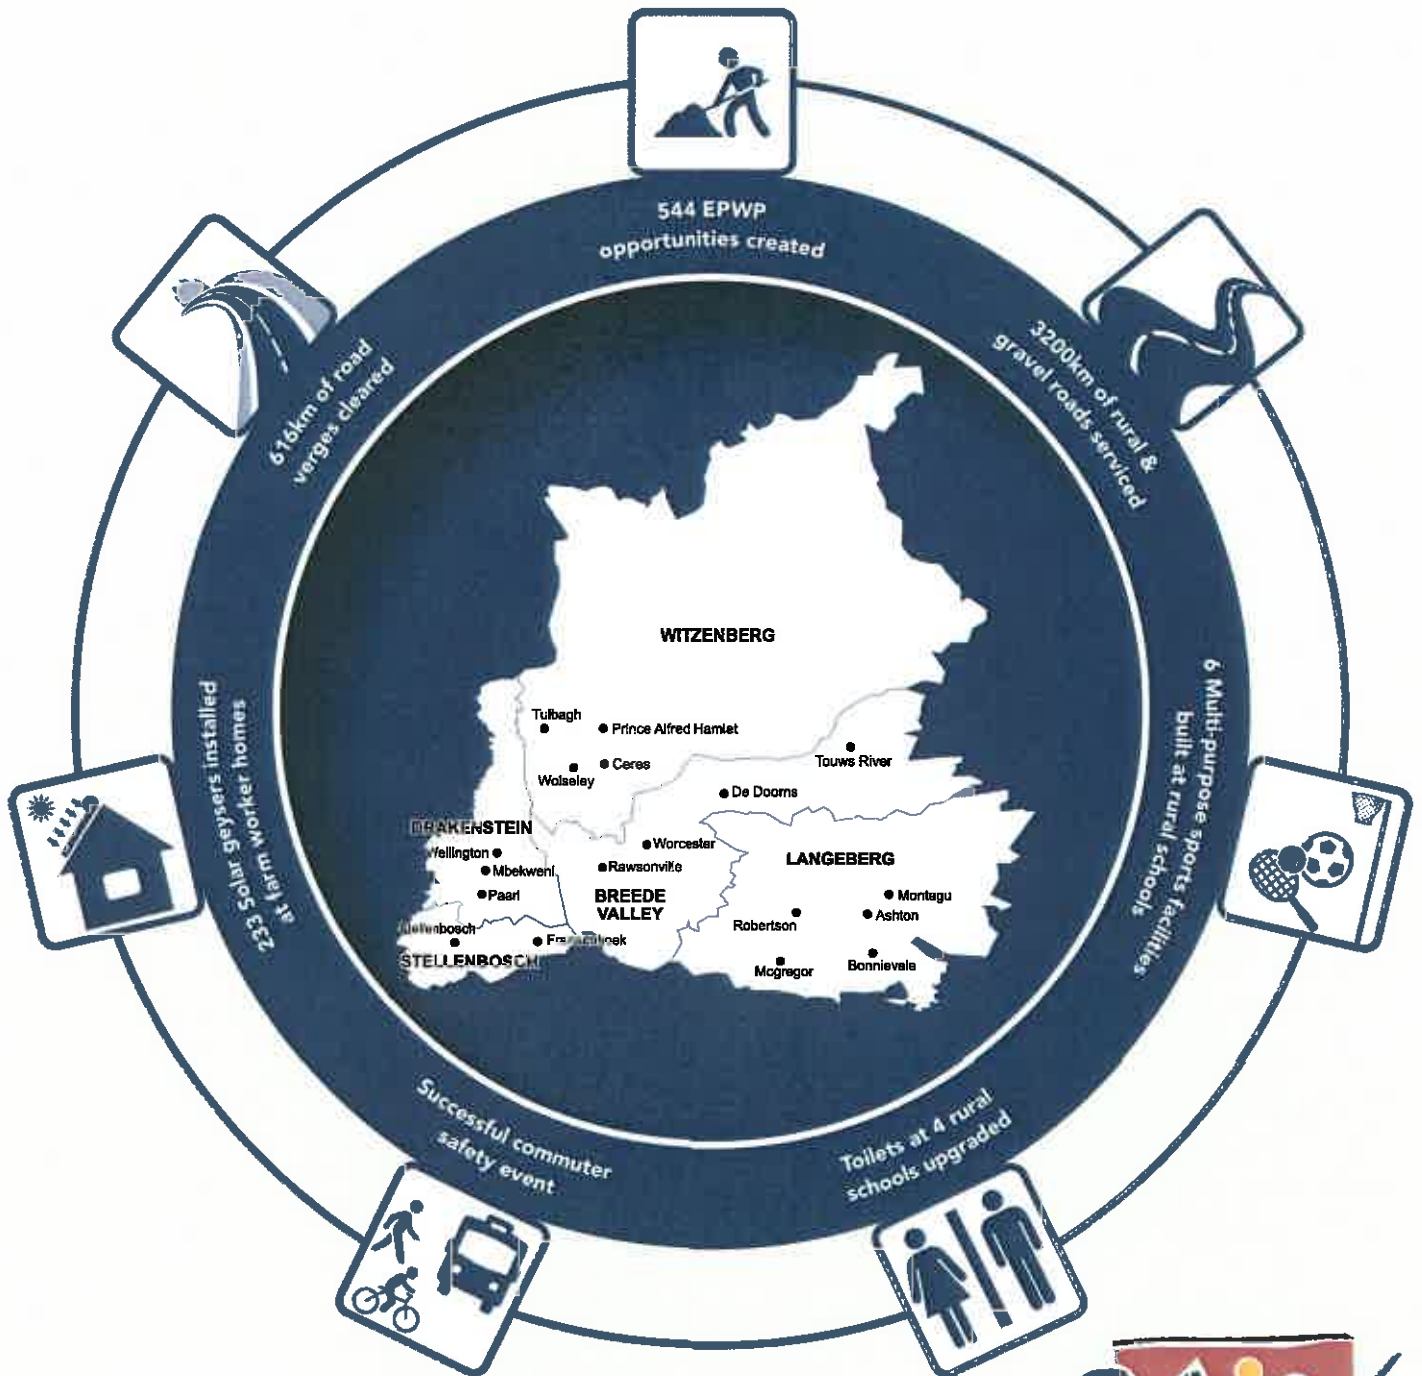 544 EPWP
opportunities created
3200km of rural &
gravel roads serviced
6 Multi-purpose sports facilities
built at rural schools
Toilets at 4 rural
schools upgraded
Successful commuter
safety event
233 Solar geysers installed
at farm worker homes
616km of road
verges cleared
WITZENBERG
Tulbagh
Prince Alfred Hamlet
Ceres
Wolseley
Touws River
De Doorns
DRAKENSTEIN
Wellington
Mbekweni
Paarl
Worcester
Rawsonville
BREEDE
VALLEY
LANGEBERG
Montagu
Ashton
Robertson
Bonnievale
Mcgregor
STELLENBOSCH